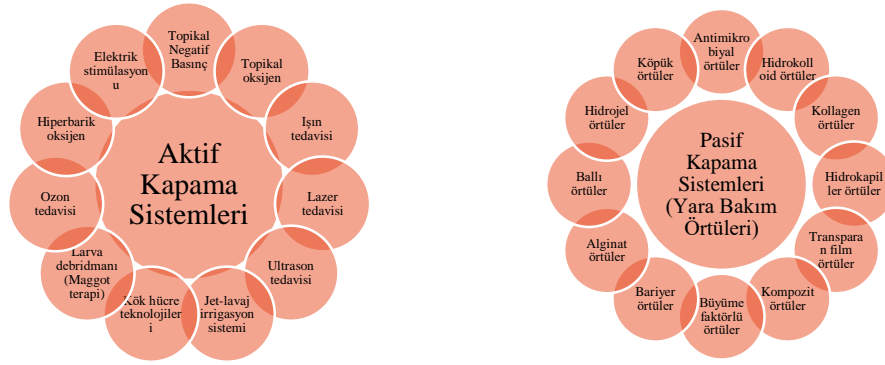 Aktif
Kapama
Sistemleri
Topikal
Negatif
Basınç
Topikal
oksijen
Işın
tedavisi
Lazer
tedavisi
Ultrason
tedavisi
Jet-lavaj
irrigasyon
sistemi
Kök hücre
teknolojiler
i
Larva
debridmanı
(Maggot
terapi)
Ozon
tedavisi
Hiperbarik
oksijen
Elektrik
stimülasyon
u
Pasif
Kapama
Sistemleri
(Yara Bakım
Örtüleri)
Antimikro
biyal
örtüler
Hidrokoll
oid örtüler
Kollagen
örtüler
Hidrokapil
ler örtüler
Transpara
n film
örtüler
Kompozit
örtüler
Büyüme
faktörlü
örtüler
Bariyer
örtüler
Alginat
örtüler
Ballı
örtüler
Hidrojel
örtüler
Köpük
örtüler